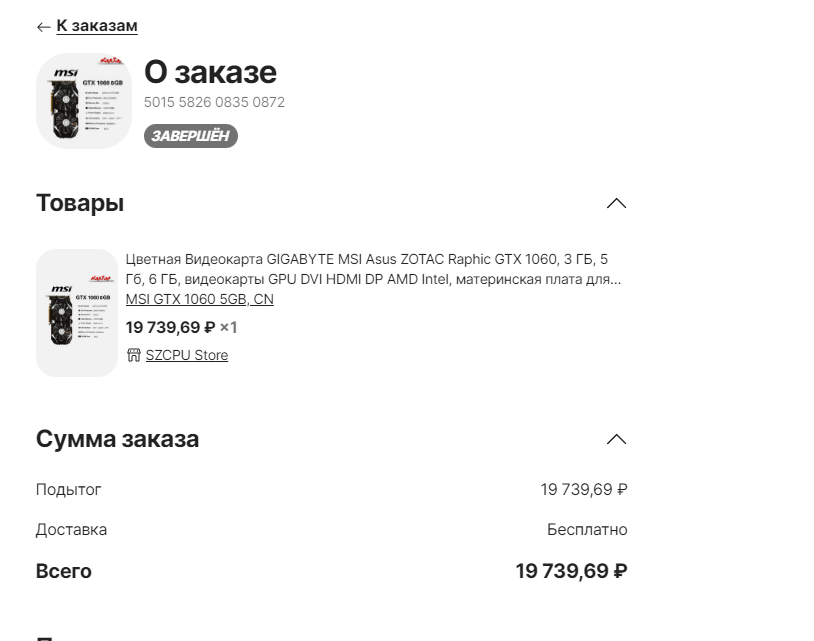 ← К заказам
msi
GTX 1060 5GB
О заказе
5015 5826 0835 0872
ЗАВЕРШЁН
Товары
msi
GTX 1060 5GB
Цветная Видеокарта GIGABYTE MSI Asus ZOTAC Raphic GTX 1060, 3 ГБ, 5
Гб, 6 ГБ, видеокарты GPU DVI HDMI DP AMD Intel, материнская плата для...
MSI GTX 1060 5GB, CN
19 739,69 ₽ ×1
SZCPU Store
Сумма заказа
Подытог 19 739,69 ₽
Доставка Бесплатно
Всего 19 739,69 ₽